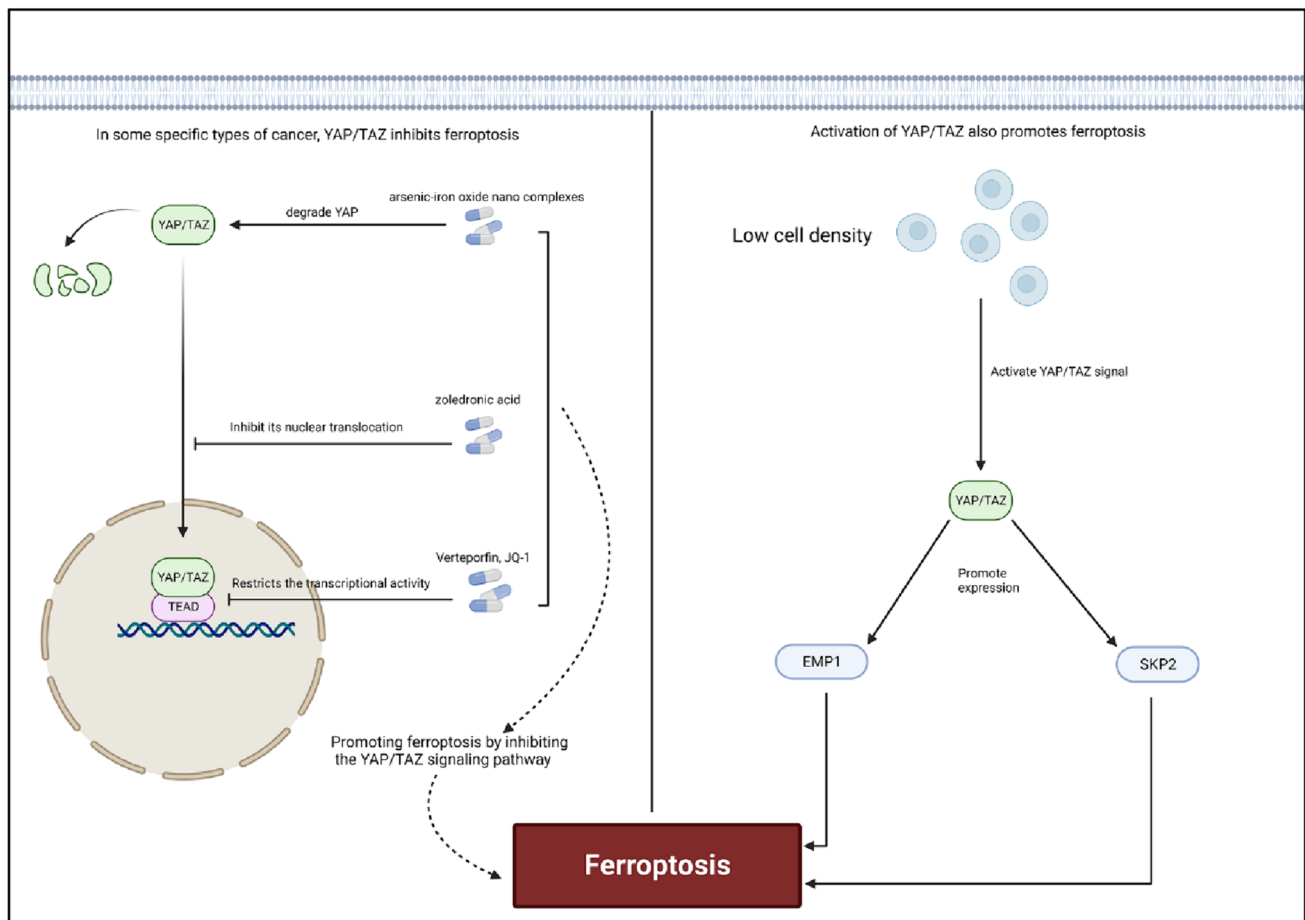 In some specific types of cancer, YAP/TAZ inhibits ferroptosis
arsenic-iron oxide nano complexes
degrade YAP
YAP/TAZ
zoledronic acid
Inhibit its nuclear translocation
Verteporfin, JQ-1
YAP/TAZ
Restricts the transcriptional activity
TEAD
Promoting ferroptosis by inhibiting
the YAP/TAZ signaling pathway
Activation of YAP/TAZ also promotes ferroptosis
Low cell density
Activate YAP/TAZ signal
YAP/TAZ
Promote
expression
EMP1
SKP2
Ferroptosis